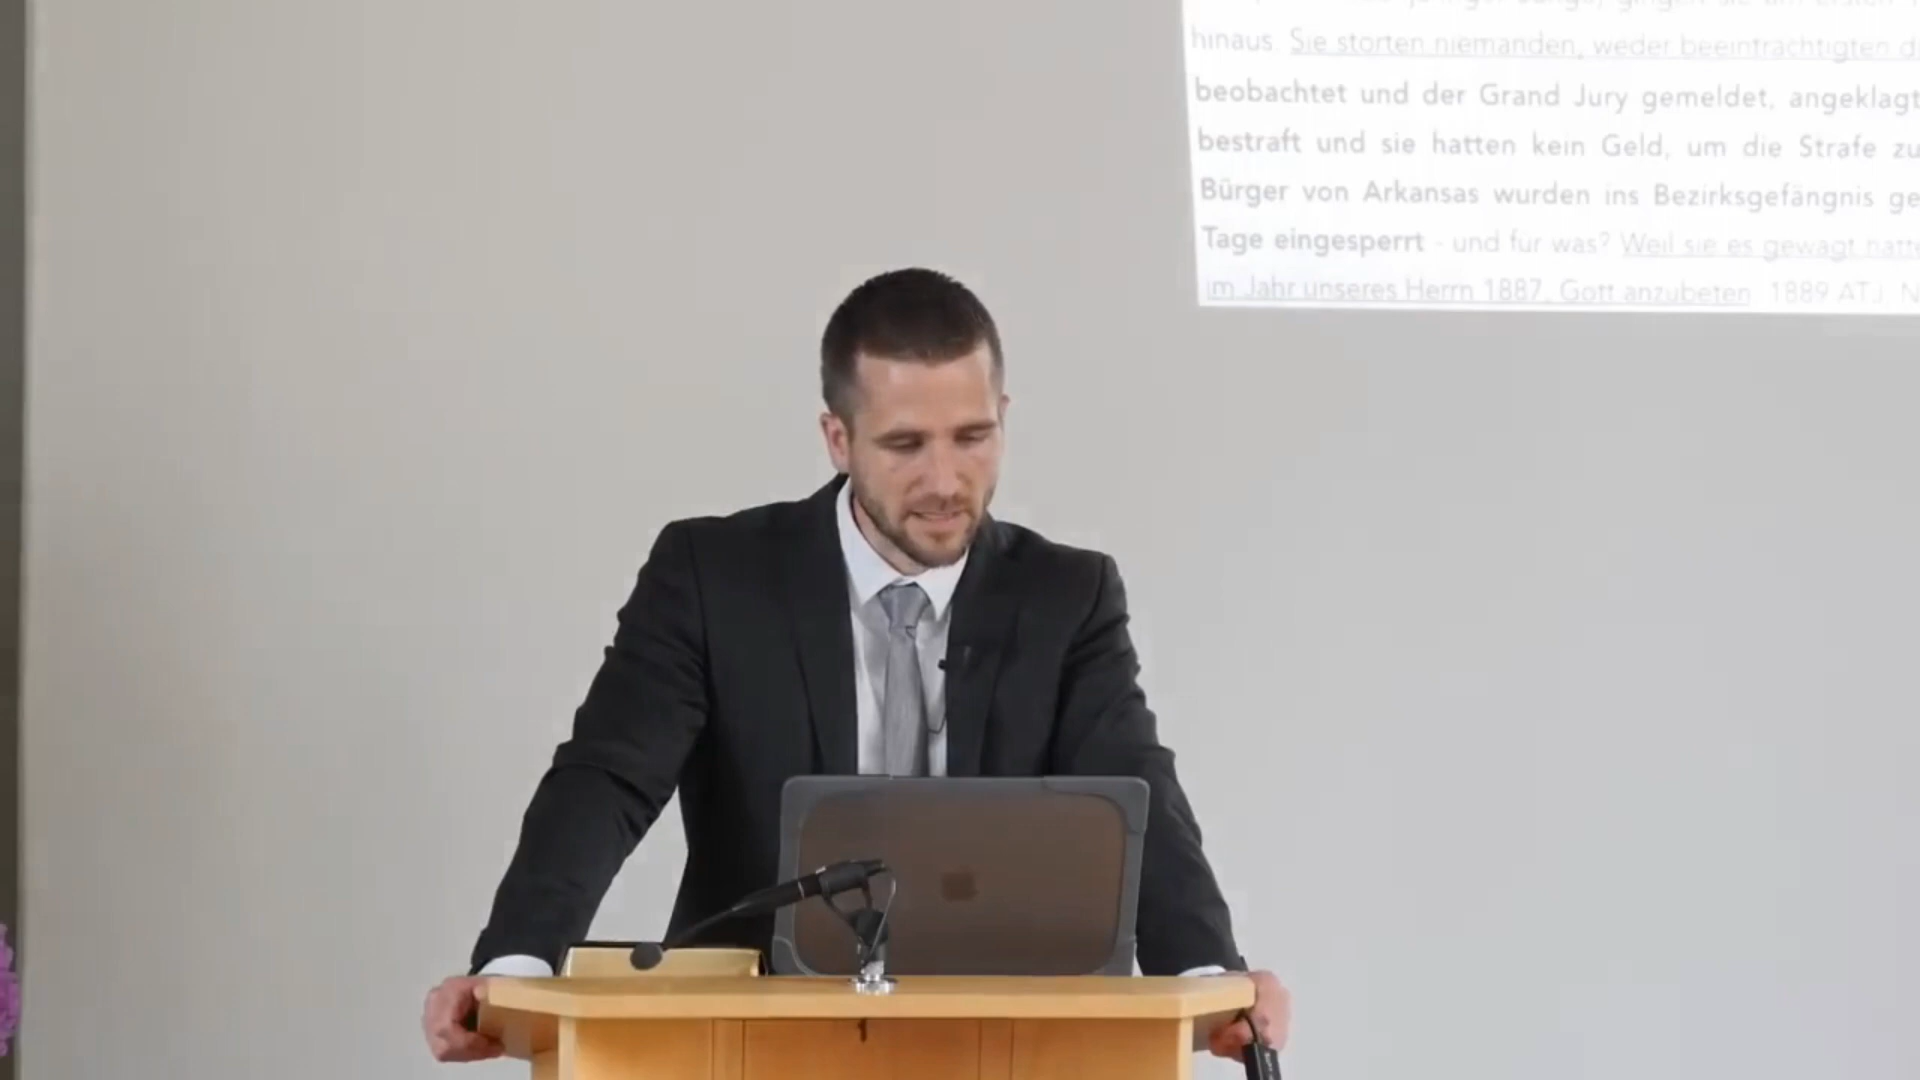 hinaus. Sie störten niemanden, weder beeinträchtigten
beobachtet und der Grand Jury gemeldet, angeklagt
bestraft und sie hatten kein Geld, um die Strafe zu
Bürger von Arkansas wurden ins Bezirksgefängnis
Tage eingesperrt - und für was? Weil sie es gewagt
im Jahr unseres Herrn 1887, Gott anzubeten. 1889 ATJ